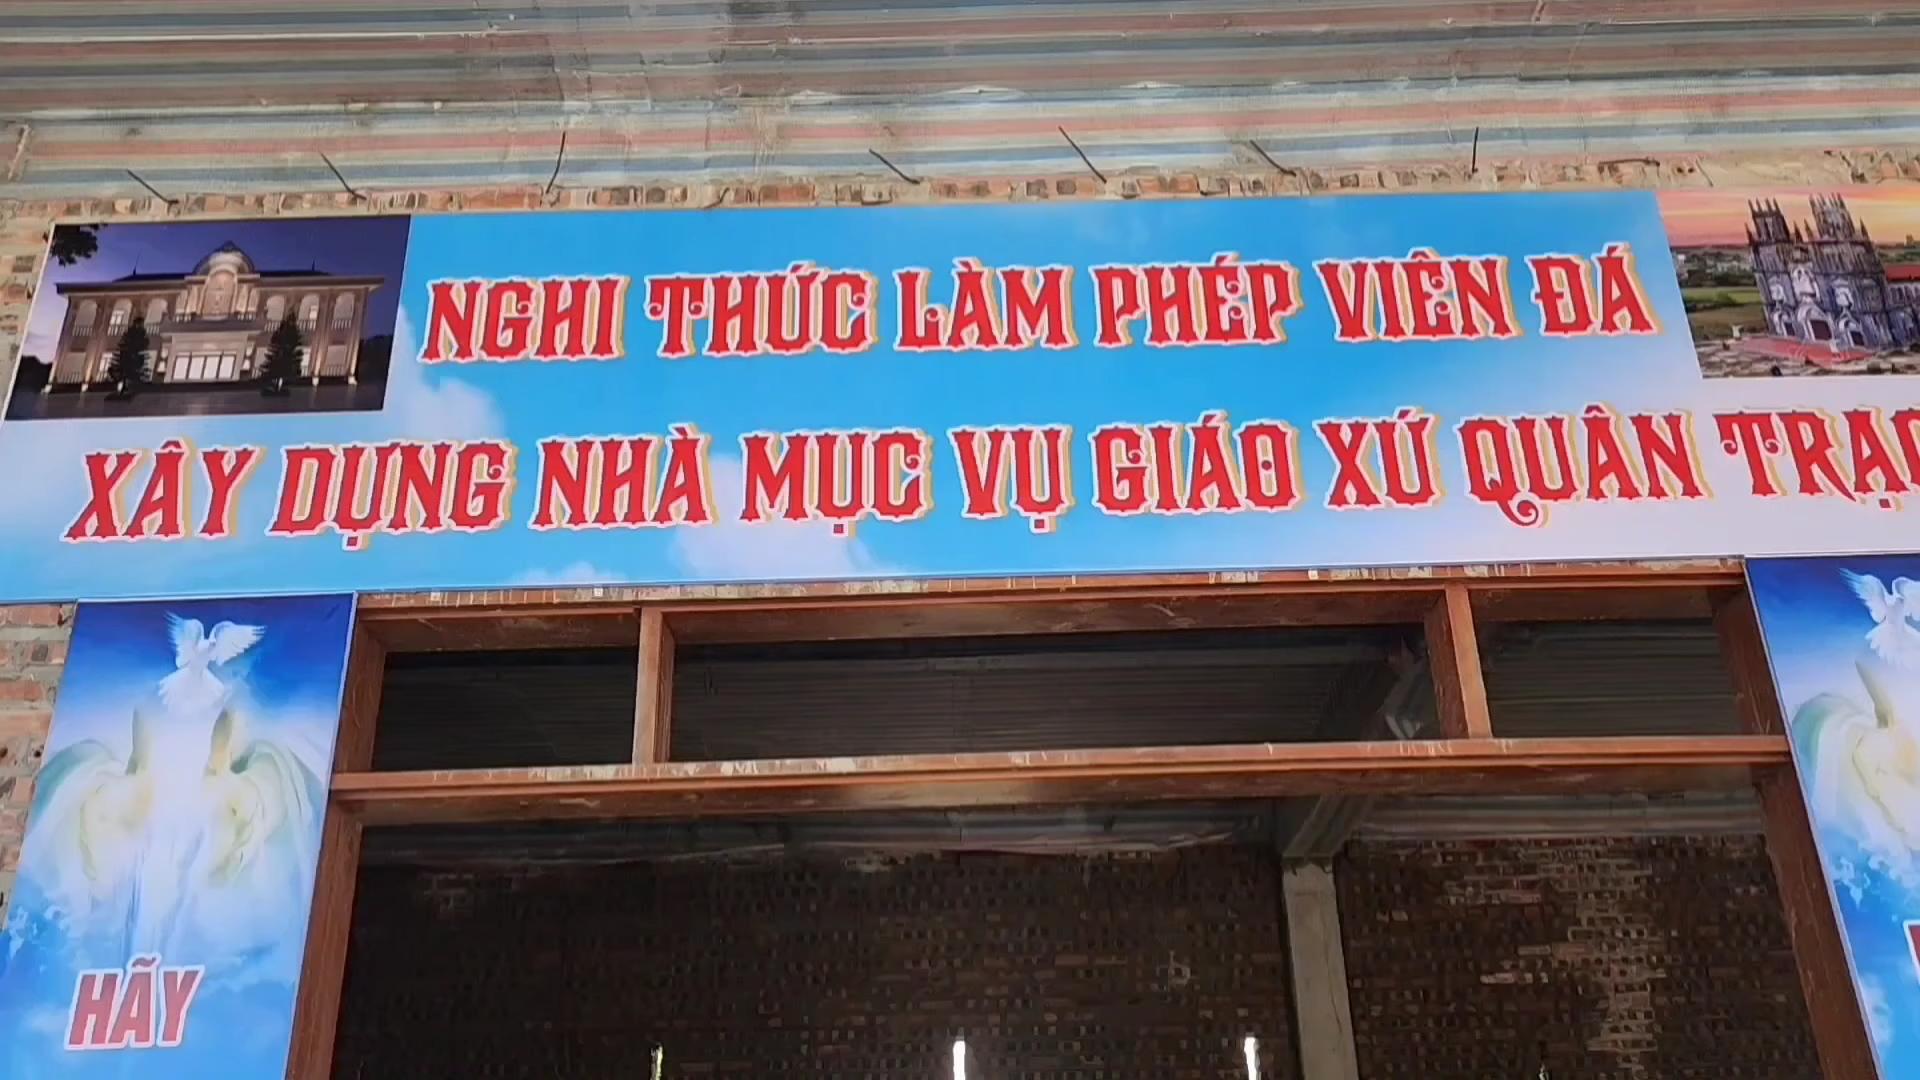 NGHI THỨC LÀM PHÉP VIÊN ĐÁ
XÂY DỰNG NHÀ MỤC VỤ GIÁO XỨ QUÂN
HÃY